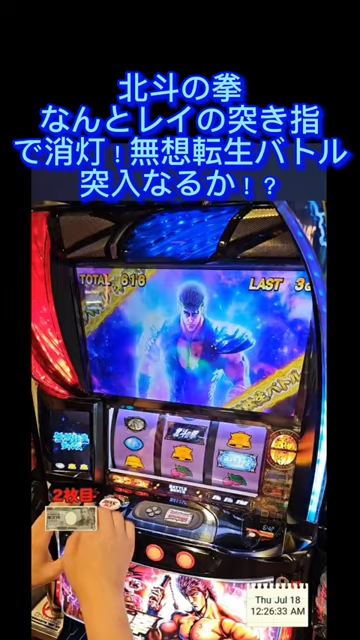 北斗の拳
なんとレイの突き指
で消灯！無想転生バトル
突入なるか！？
TOTAL 818
LAST 3G
2枚目
Thu Jul 18
12:26:33 AM